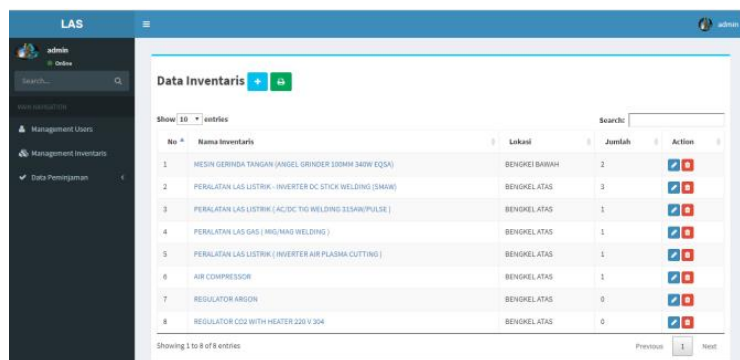 LAS
admin
admin
Online
Search...
MAIN NAVIGATION
Management Users
Management Inventaris
Data Peminjaman
Data Inventaris
Show 10 entries
Search:
No Nama Inventaris Lokasi Jumlah Action
1 MESIN GERINDA TANGAN (ANGEL GRINDER 100MM 340W EQSA) BENGKEl BAWAH 2
2 PERALATAN LAS LISTRIK - INVERTER DC STICK WELDING (SMAW) BENGKEL ATAS 3
3 PERALATAN LAS LISTRIK ( AC/DC TIG WELDING 315AW/PULSE ) BENGKEL ATAS 1
4 PERALATAN LAS GAS ( MIG/MAG WELDING ) BENGKEL ATAS 1
5 PERALATAN LAS LISTRIK ( INVERTER AIR PLASMA CUTTING ) BENGKEL ATAS 1
6 AIR COMPRESSOR BENGKEL ATAS 1
7 REGULATOR ARGON BENGKEL ATAS 0
8 REGULATOR CO2 WITH HEATER 220 V 204 BENGKEL ATAS 0
Showing 1 to 8 of 8 entries
Previous 1 Next